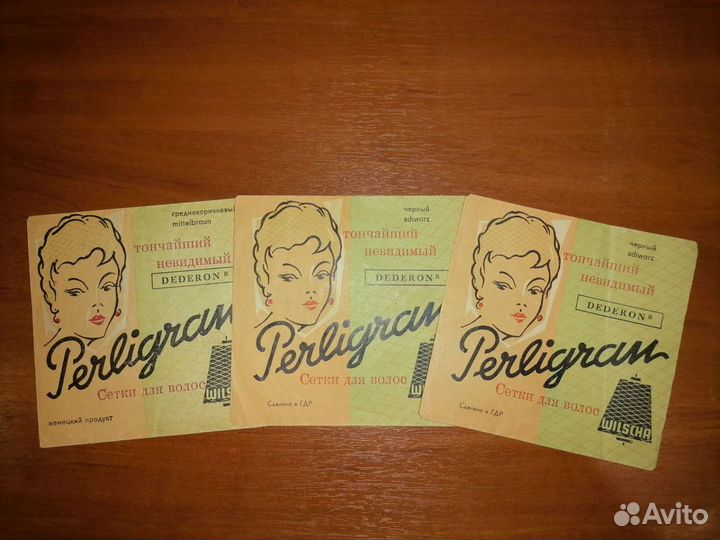 среднекоричневый
mittelbraun
тончайший
невидимый
DEDERON R
Perligran
Сетки для волос
WILSCHA
немецкий продукт
черный
schwarz
тончайший
невидимый
DEDERON R
Perligran
Сетки для волос
WILSCHA
Сделано в ГДР
черный
schwarz
тончайший
невидимый
DEDERON R
Perligran
Сетки для волос
WILSCHA
Сделано в ГДР
Avito